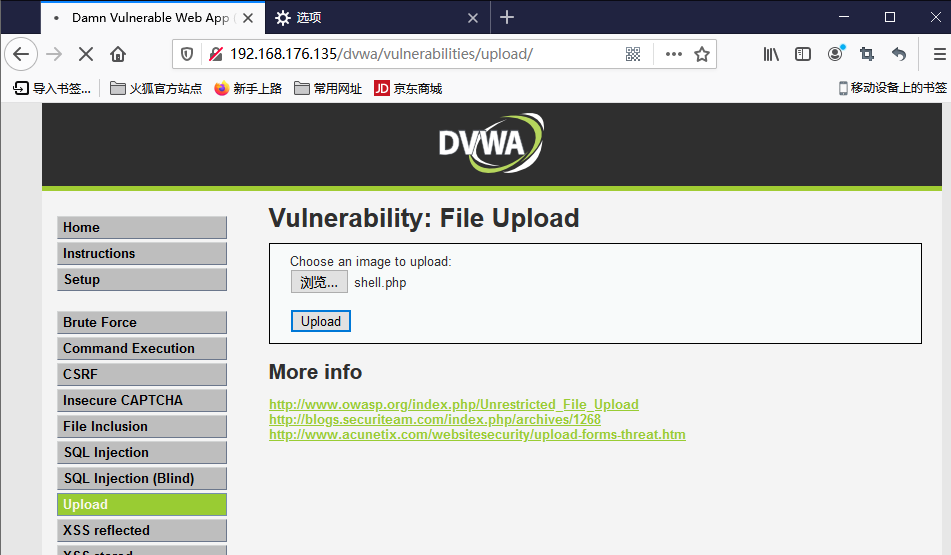 Damn Vulnerable Web App (
选项
192.168.176.135/dvwa/vulnerabilities/upload/
导入书签... 火狐官方站点 新手上路 常用网址 JD 京东商城 移动设备上的书签
DVWA
Home
Instructions
Setup
Brute Force
Command Execution
CSRF
Insecure CAPTCHA
File Inclusion
SQL Injection
SQL Injection (Blind)
Upload
XSS reflected
XSS stored
Vulnerability: File Upload
Choose an image to upload:
浏览... shell.php
Upload
More info
http://www.owasp.org/index.php/Unrestricted_File_Upload
http://blogs.securiteam.com/index.php/archives/1268
http://www.acunetix.com/websitesecurity/upload-forms-threat.htm